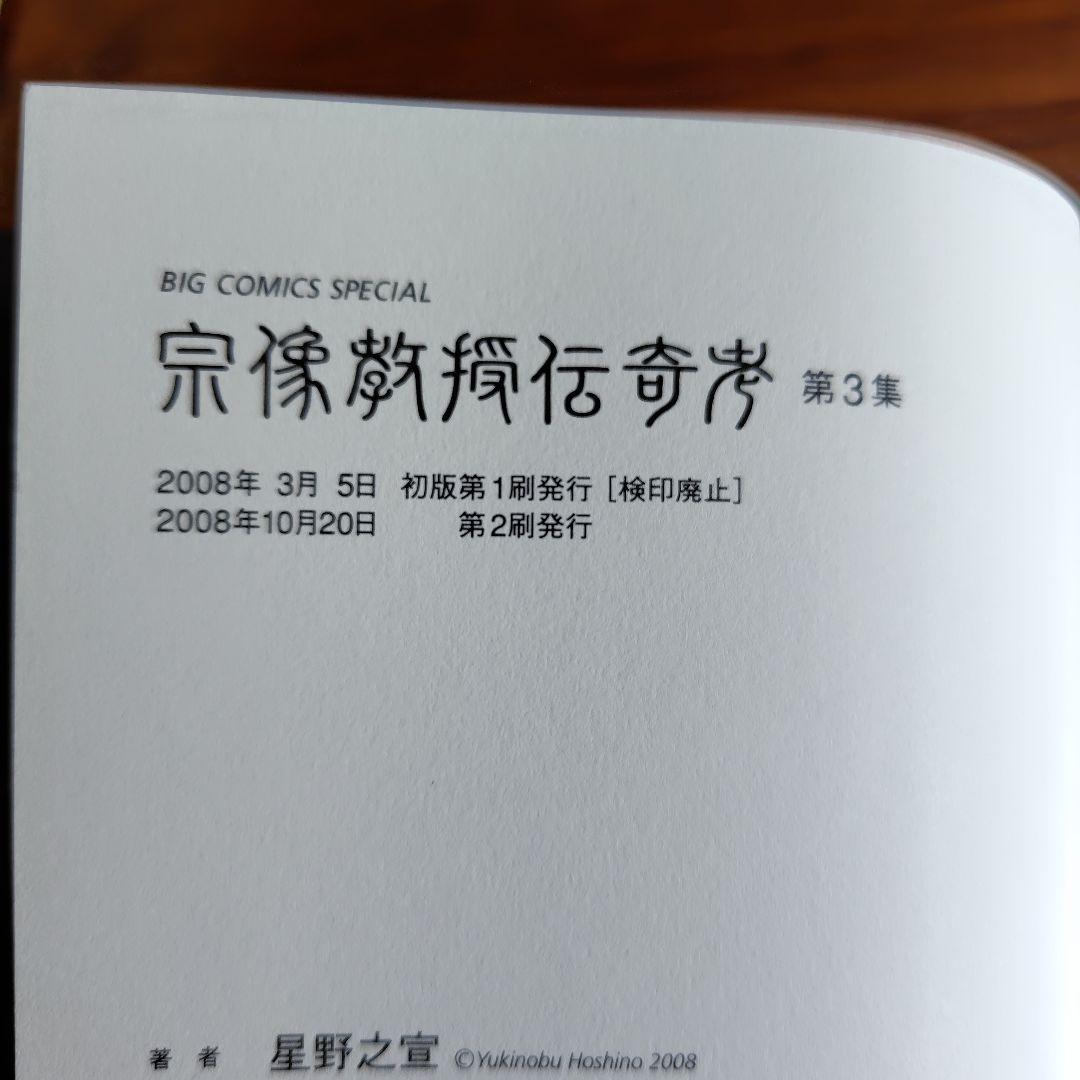 BIG COMICS SPECIAL
宗像教授伝奇考 第3集
2008年 3月 5日 初版第1刷発行 [検印廃止]
2008年10月20日 第2刷発行
著 者 星野之宣 ©Yukinobu Hoshino 2008